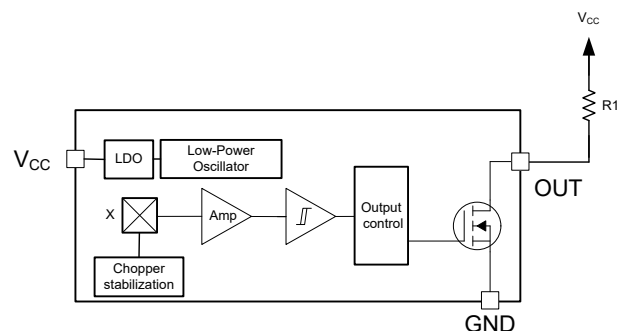 VCC
R1
VCC
LDO
Low-Power
Oscillator
OUT
X
Amp
Output
control
Chopper
stabilization
GND